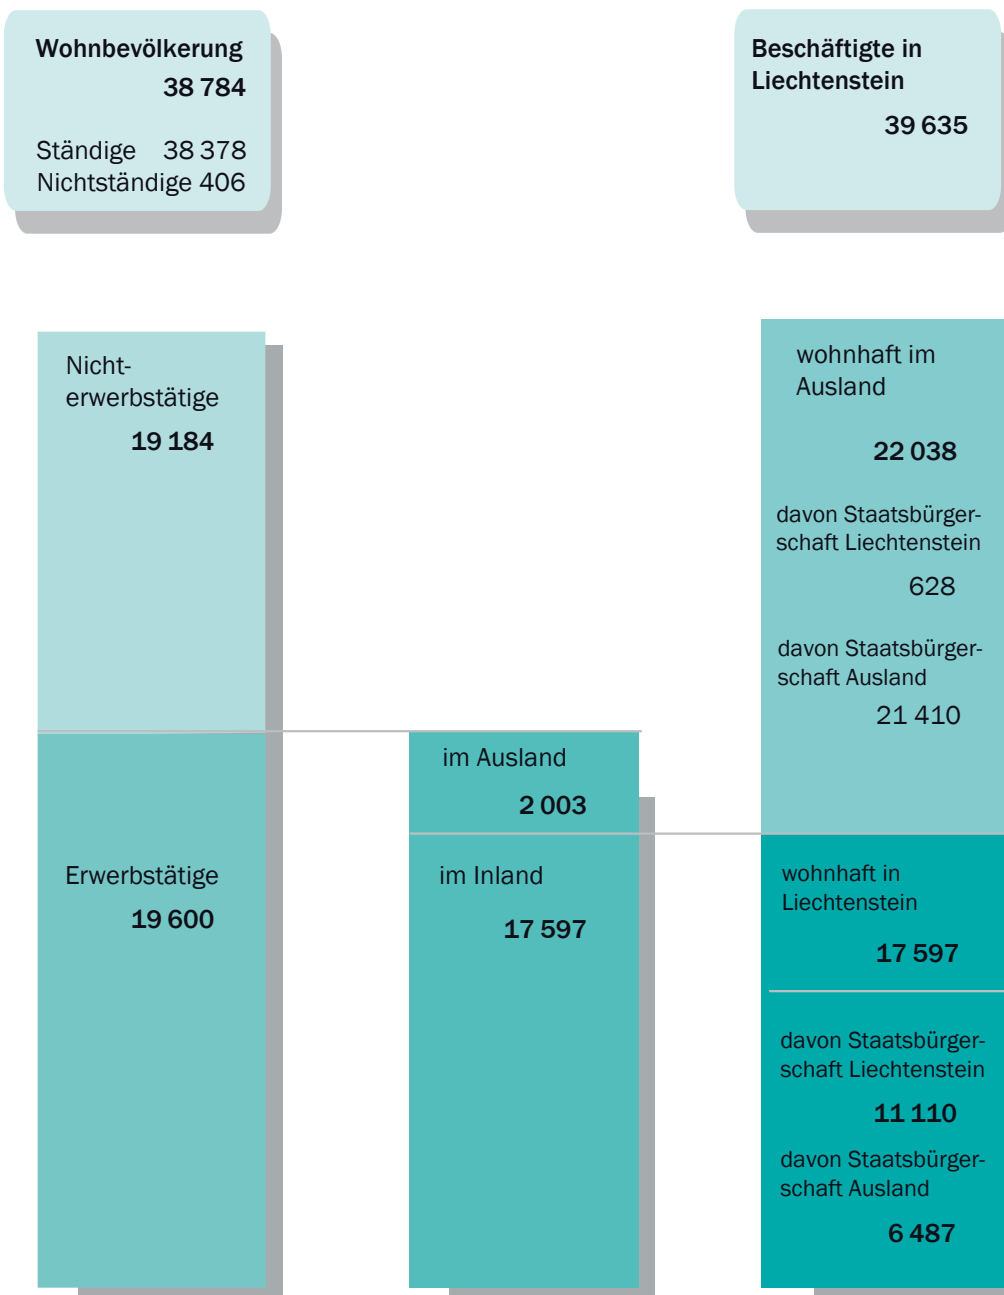 Wohnbevölkerung
38 784
Ständige 38 378
Nichtständige 406
Beschäftigte in
Liechtenstein
39 635
Nicht-
erwerbstätige
19 184
Erwerbstätige
19 600
im Ausland
2 003
im Inland
17 597
wohnhaft im
Ausland
22 038
davon Staatsbürger-
schaft Liechtenstein
628
davon Staatsbürger-
schaft Ausland
21 410
wohnhaft in
Liechtenstein
17 597
davon Staatsbürger-
schaft Liechtenstein
11 110
davon Staatsbürger-
schaft Ausland
6 487